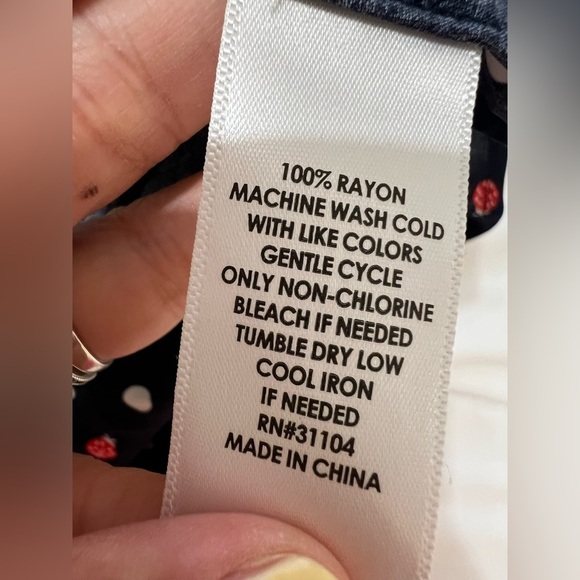 100% RAYON
MACHINE WASH COLD
WITH LIKE COLORS
GENTLE CYCLE
ONLY NON-CHLORINE
BLEACH IF NEEDED
TUMBLE DRY LOW
COOL IRON
IF NEEDED
RN#31104
MADE IN CHINA